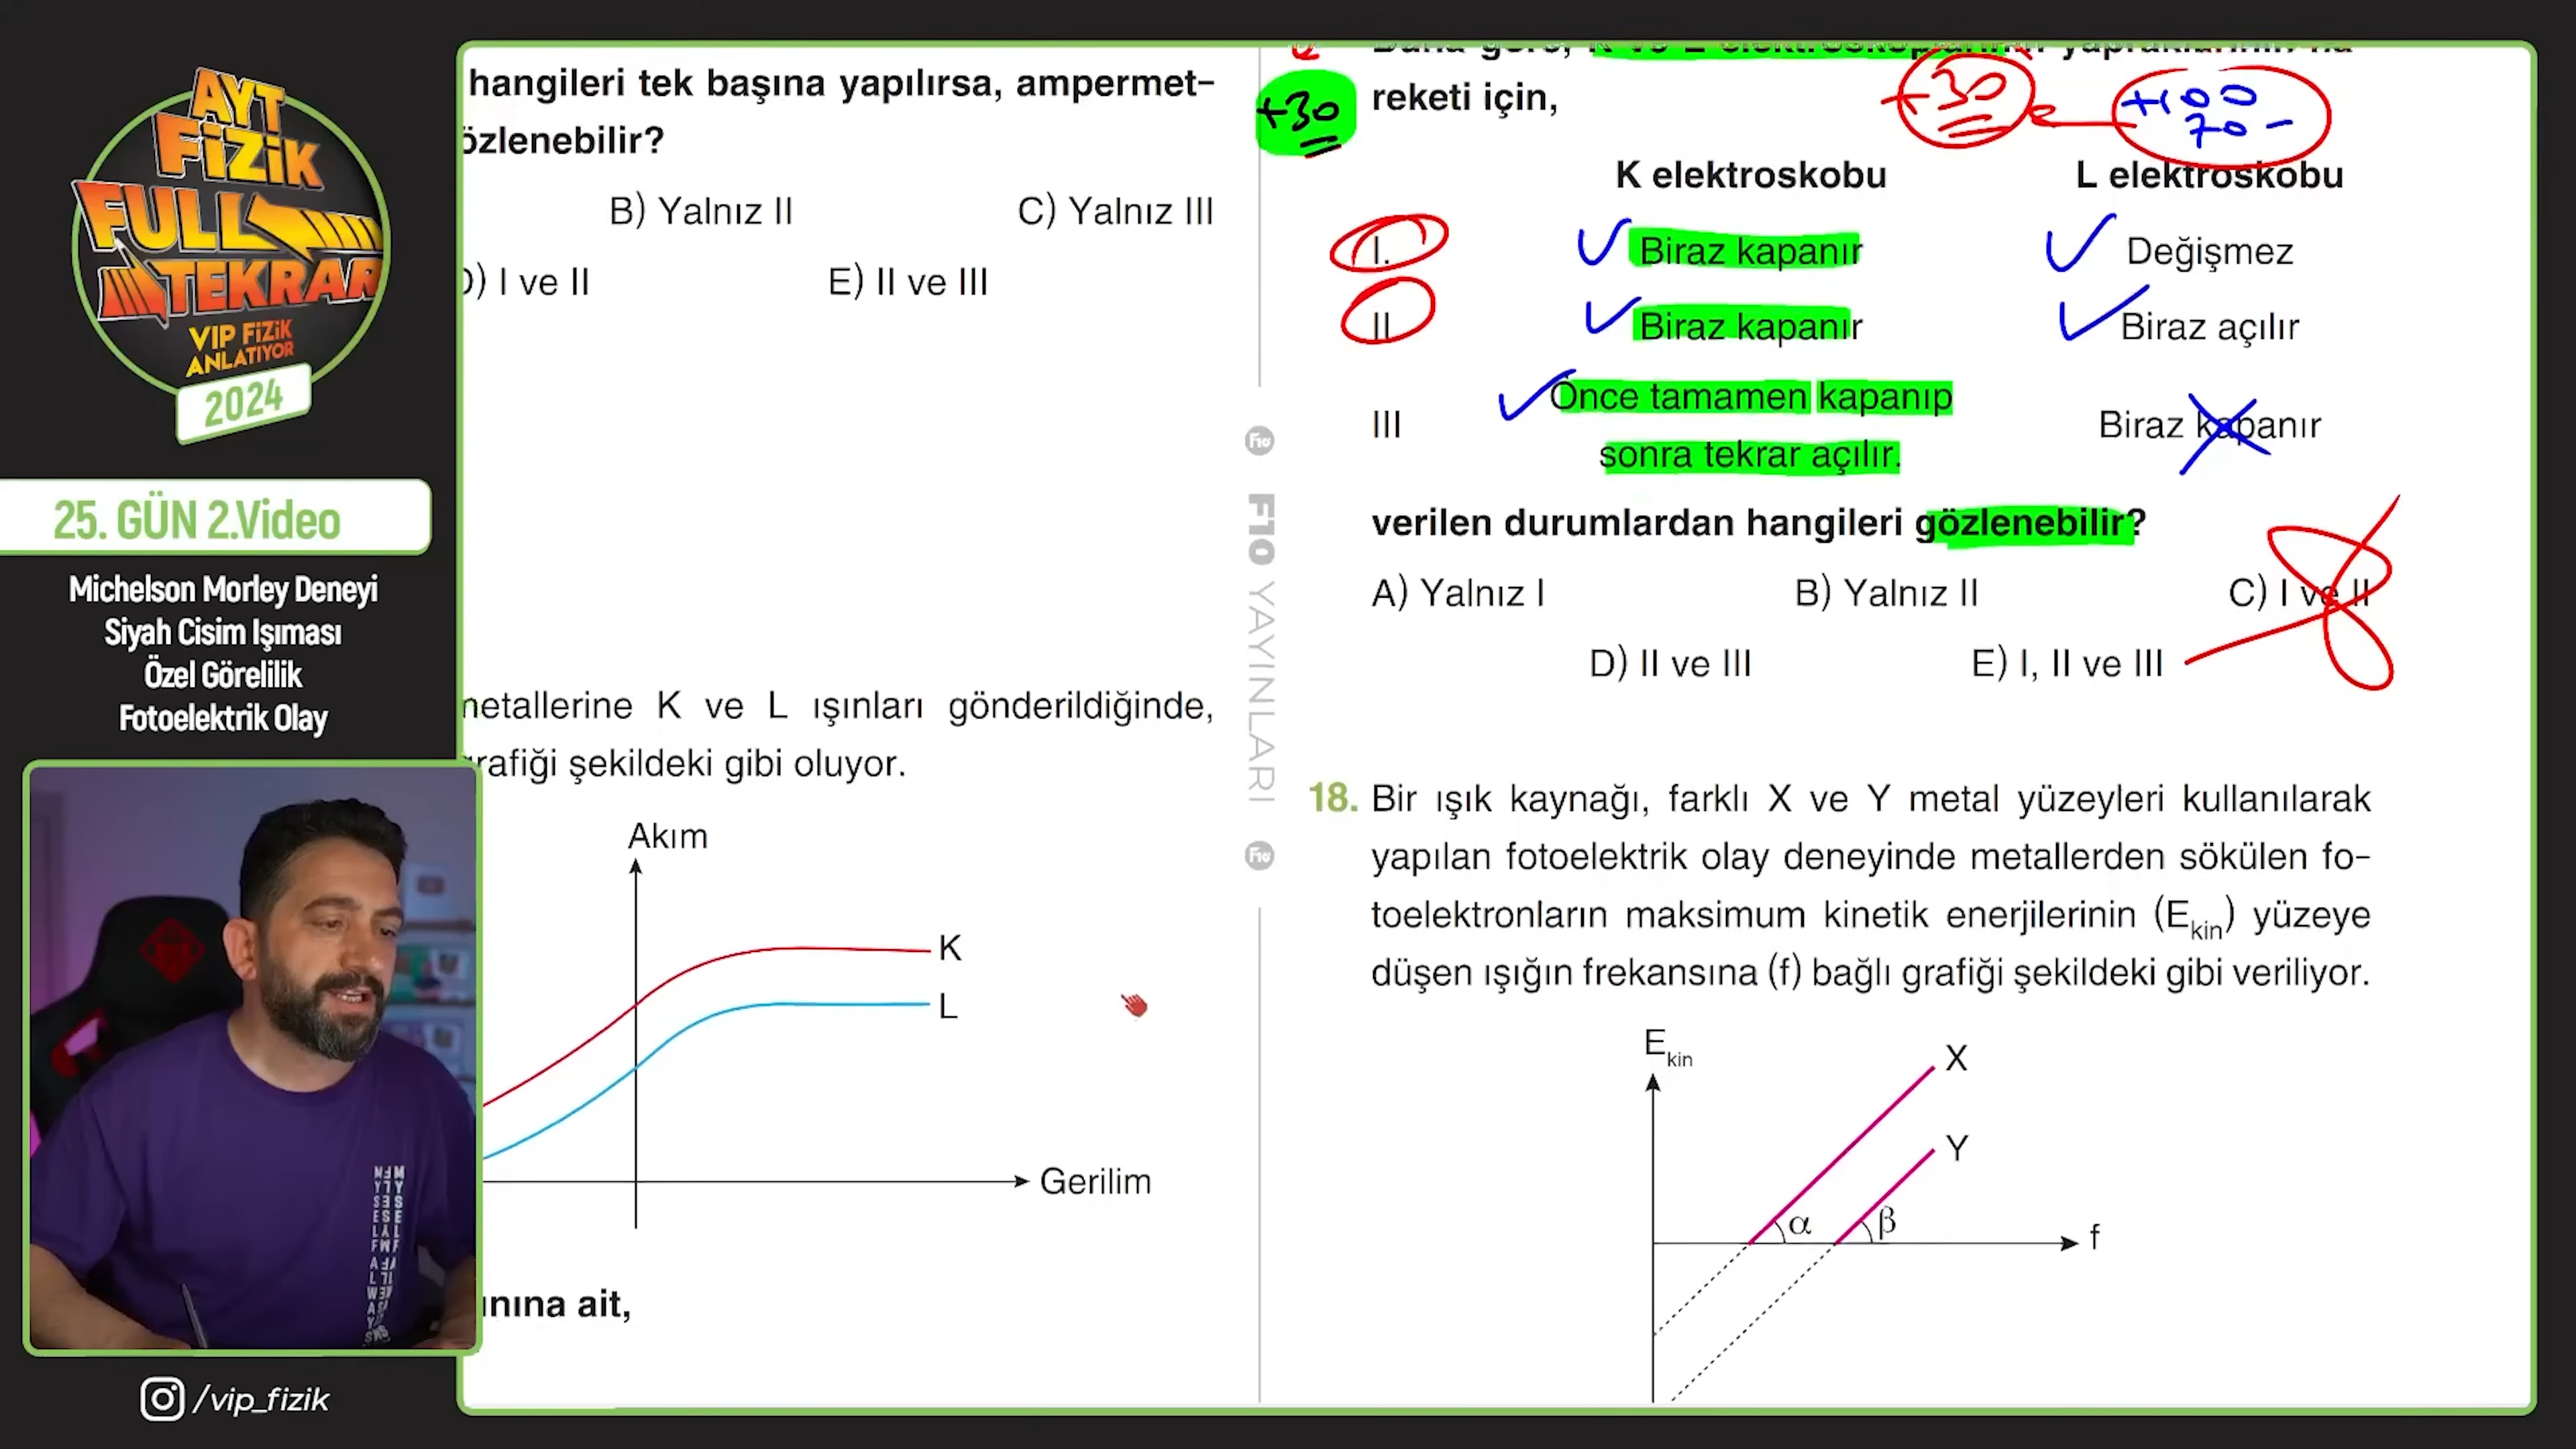 AYT
FiZiK
FULL
TEKRAR
VIP FiZiK
ANLATIYOR
2024
25. GÜN 2.Video
Michelson Morley Deneyi
Siyah Cisim Işıması
Özel Görelilik
Fotoelektrik Olay
/vip_fizik
hangileri tek başına yapılırsa, ampermet-
özlenebilir?
B) Yalnız II
C) Yalnız III
) I ve II
E) II ve III
metallerine K ve L ışınları gönderildiğinde,
grafiği şekildeki gibi oluyor.
Akım
K
L
Gerilim
ınına ait,
F10 YAYINLARI
+30
reketi için,
+30
+100
70 -
K elektroskobu
L elektroskobu
I.
Biraz kapanır
Değişmez
II
Biraz kapanır
Biraz açılır
III
Önce tamamen kapanıp
sonra tekrar açılır.
Biraz kapanır
verilen durumlardan hangileri gözlenebilir?
A) Yalnız I
B) Yalnız II
C) I ve II
D) II ve III
E) I, II ve III
18. Bir ışık kaynağı, farklı X ve Y metal yüzeyleri kullanılarak
yapılan fotoelektrik olay deneyinde metallerden sökülen fo-
toelektronların maksimum kinetik enerjilerinin (Ekin) yüzeye
düşen ışığın frekansına (f) bağlı grafiği şekildeki gibi veriliyor.
Ekin
X
Y
α
β
f